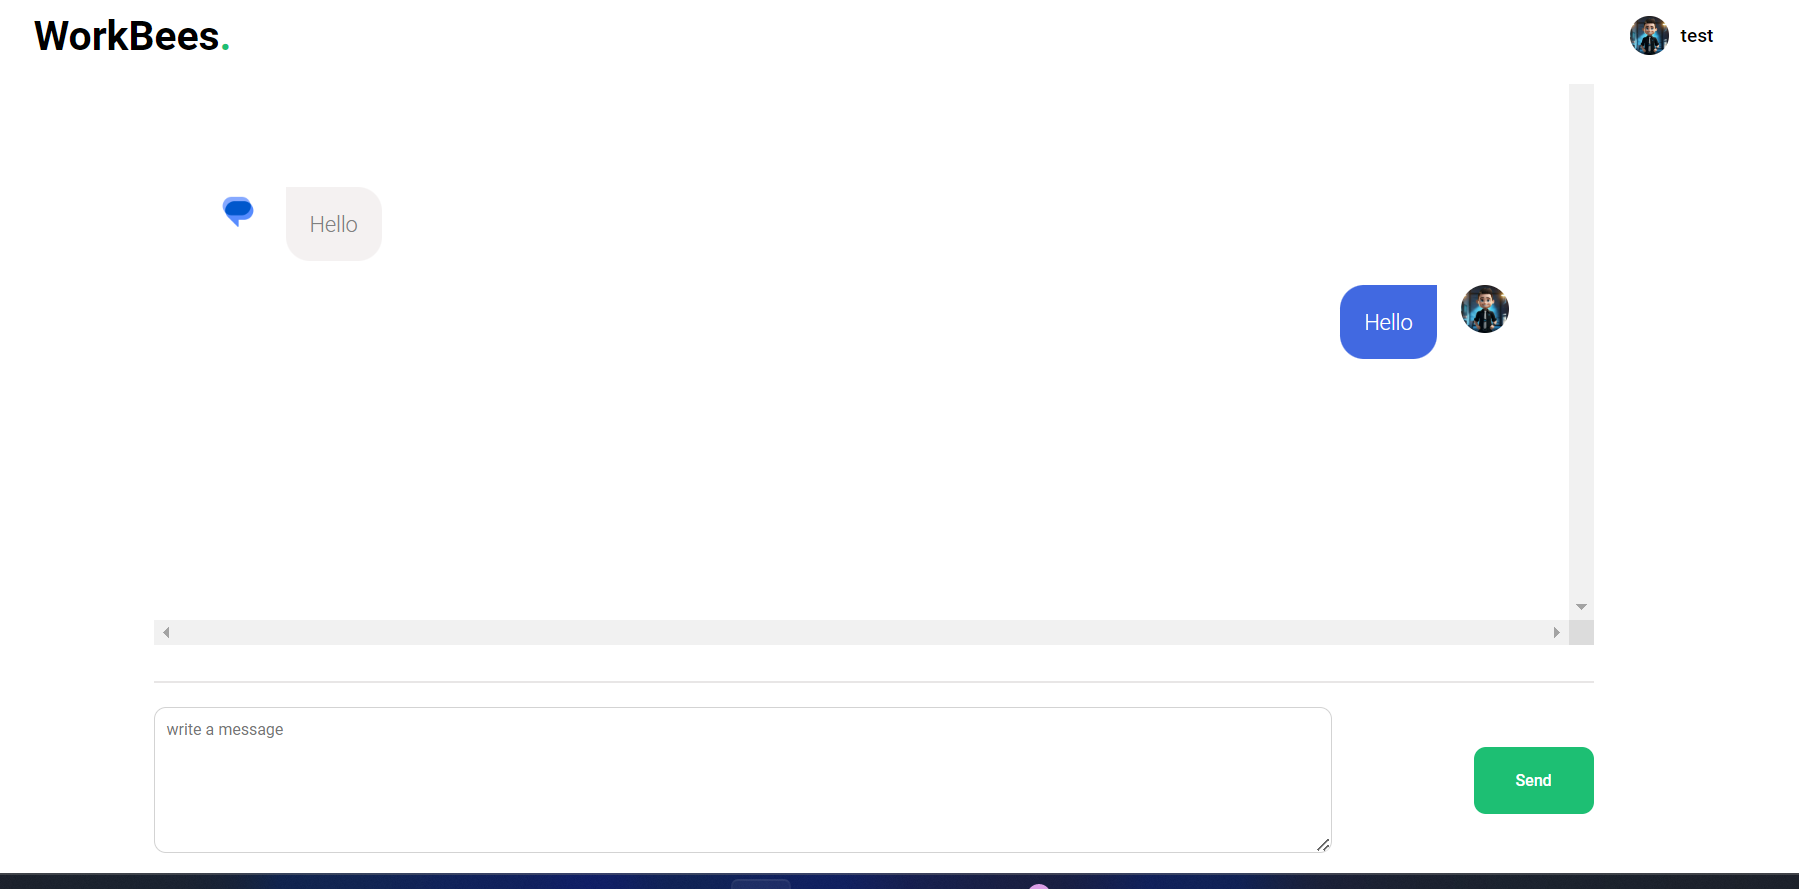 WorkBees.
test
Hello
Hello
write a message
Send